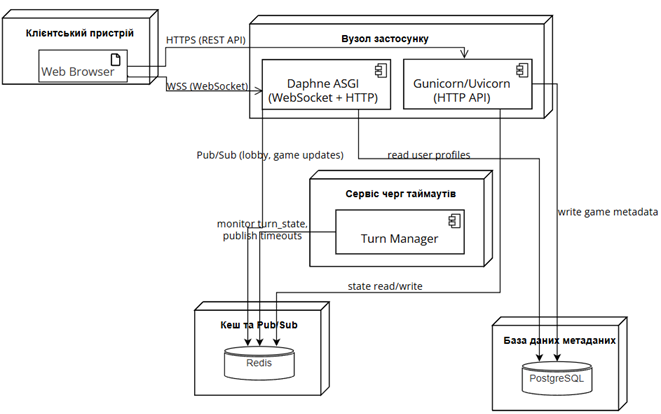 Клієнтський пристрій
Web Browser
HTTPS (REST API)
WSS (WebSocket)
Вузол застосунку
Daphne ASGI
(WebSocket + HTTP)
Gunicorn/Uvicorn
(HTTP API)
Pub/Sub (lobby, game updates)
read user profiles
Сервіс черг таймаутів
Turn Manager
monitor turn_state,
publish timeouts
write game metadata
state read/write
Кеш та Pub/Sub
Redis
База даних метаданих
PostgreSQL